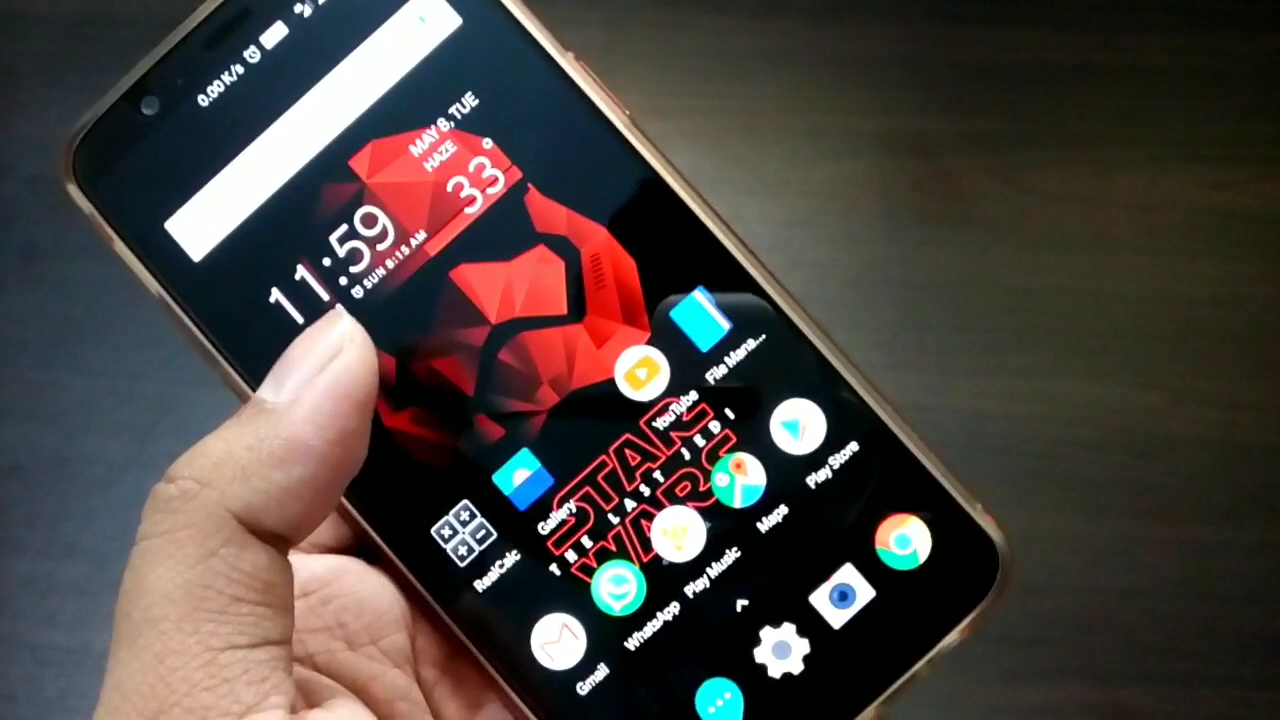 0.00 K/s
MAY 8, TUE
HAZE
33°
11:59
SUN 8:15 AM
File Mana...
YouTube
Play Store
STAR
THE LAST JEDI
WARS
Gallery
Maps
RealCalc
Play Music
WhatsApp
Gmail